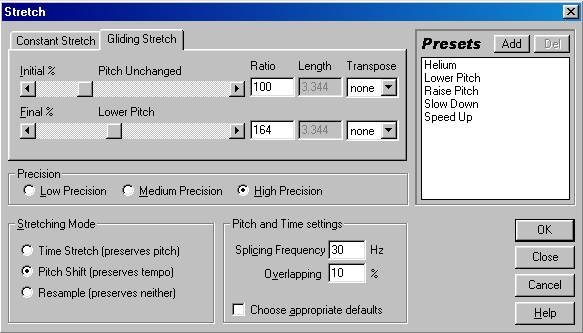 Stretch
Constant Stretch Gliding Stretch
Ratio Length Transpose
Initial % Pitch Unchanged
100 3.344 none
Final % Lower Pitch
164 3.344 none
Presets Add Del
Helium
Lower Pitch
Raise Pitch
Slow Down
Speed Up
Precision
Low Precision Medium Precision High Precision
Stretching Mode
Time Stretch (preserves pitch)
Pitch Shift (preserves tempo)
Resample (preserves neither)
Pitch and Time settings
Splicing Frequency 30 Hz
Overlapping 10 %
Choose appropriate defaults
OK
Close
Cancel
Help